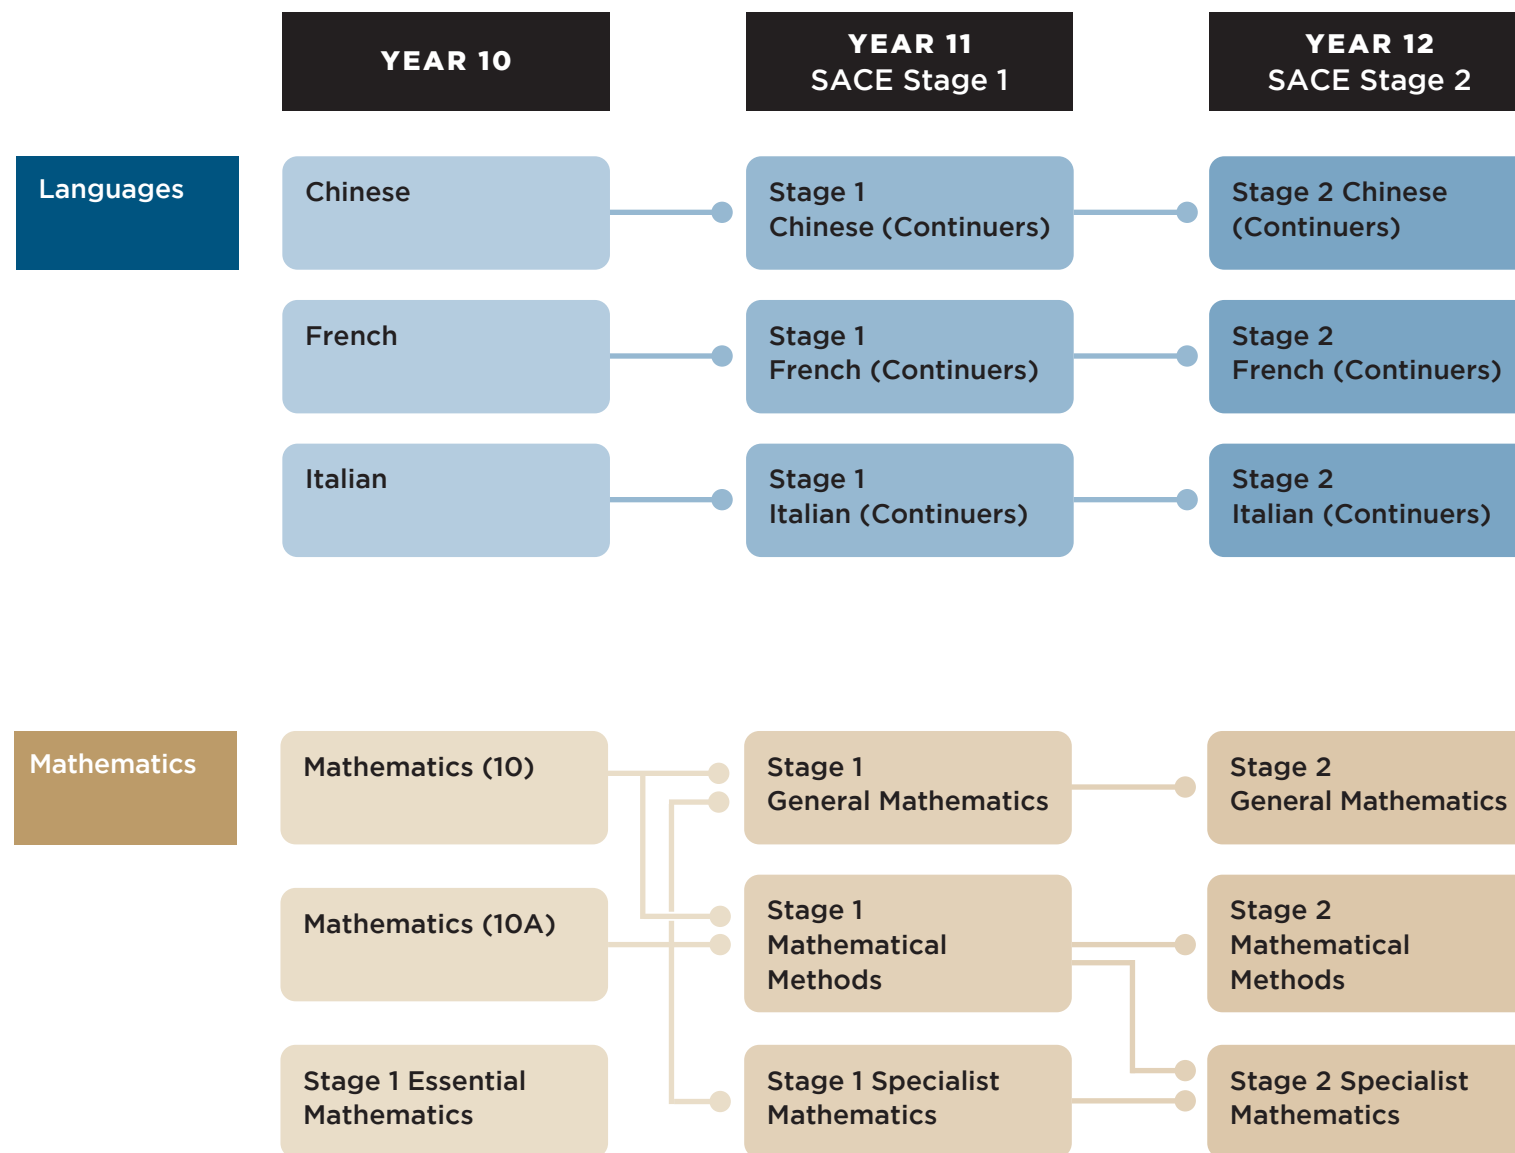 YEAR 10
YEAR 11
SACE Stage 1
YEAR 12
SACE Stage 2
Languages
Chinese
Stage 1
Chinese (Continuers)
Stage 2 Chinese
(Continuers)
French
Stage 1
French (Continuers)
Stage 2
French (Continuers)
Italian
Stage 1
Italian (Continuers)
Stage 2
Italian (Continuers)
Mathematics
Mathematics (10)
Stage 1
General Mathematics
Stage 2
General Mathematics
Mathematics (10A)
Stage 1
Mathematical
Methods
Stage 2
Mathematical
Methods
Stage 1 Essential
Mathematics
Stage 1 Specialist
Mathematics
Stage 2 Specialist
Mathematics